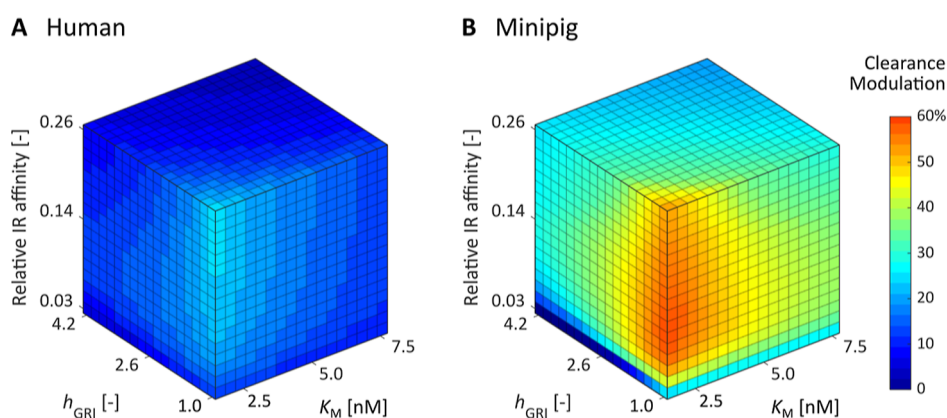 A Human
B Minipig
Clearance
Modulation
Relative IR affinity [-]
0.26
0.14
0.03
4.2
2.6
1.0
h_GRI [-]
2.5
5.0
7.5
K_M [nM]
Relative IR affinity [-]
0.26
0.14
0.03
4.2
2.6
1.0
h_GRI [-]
2.5
5.0
7.5
K_M [nM]
60%
50
40
30
20
10
0